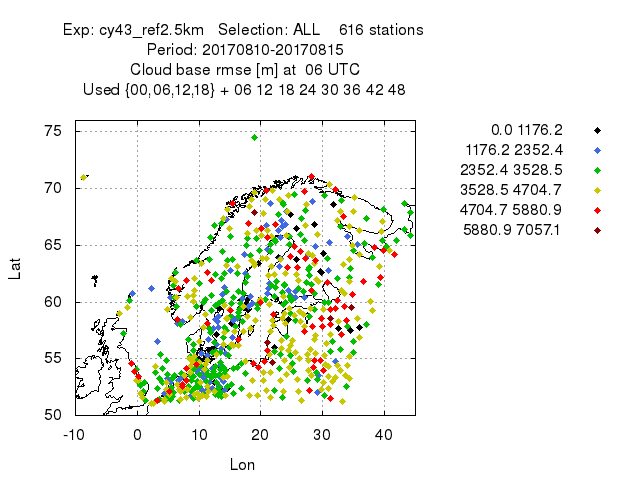 Exp: cy43_ref2.5km   Selection: ALL    616 stations
Period: 20170810-20170815
Cloud base rmse [m] at  06 UTC
Used {00,06,12,18} + 06 12 18 24 30 36 42 48
0.0 1176.2
1176.2 2352.4
2352.4 3528.5
3528.5 4704.7
4704.7 5880.9
5880.9 7057.1
75
70
65
60
55
50
Lat
-10 0 10 20 30 40
Lon